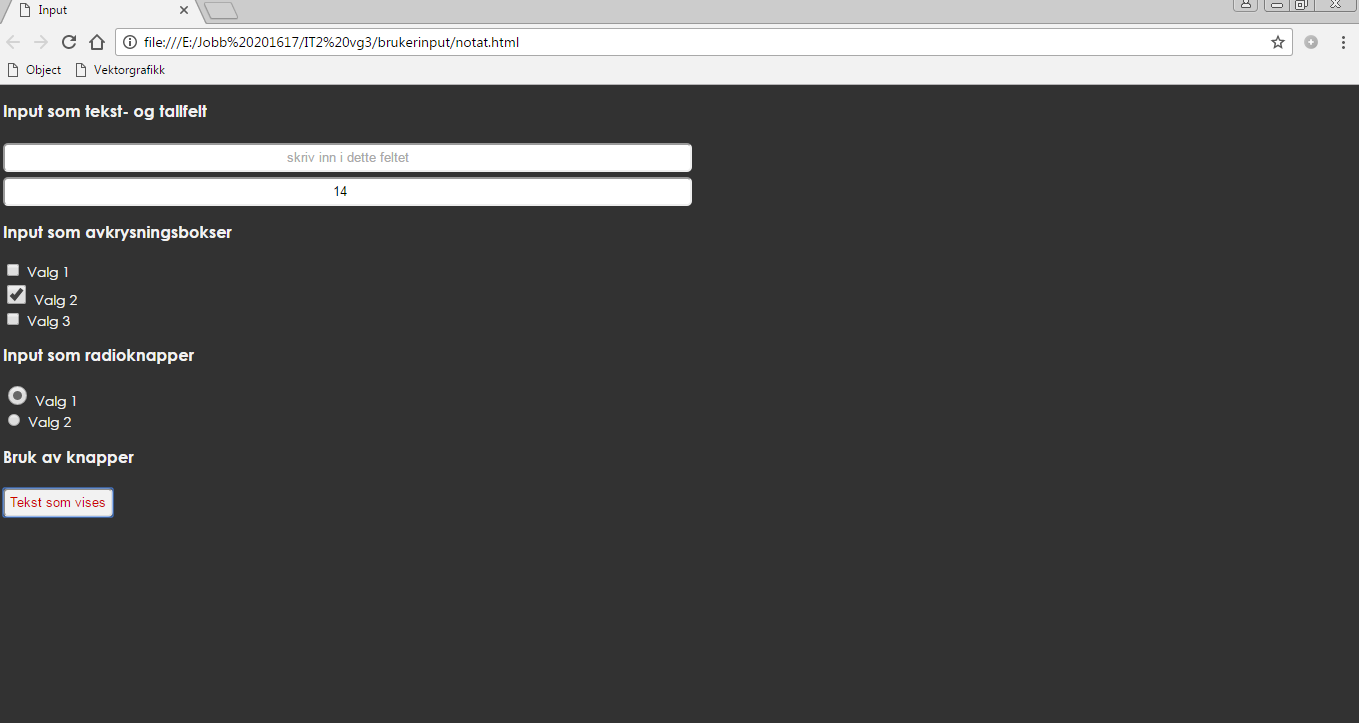 Input
file:///E:/Jobb%20201617/IT2%20vg3/brukerinput/notat.html
Object Vektorgrafikk
Input som tekst- og tallfelt
skriv inn i dette feltet
14
Input som avkrysningsbokser
Valg 1
Valg 2
Valg 3
Input som radioknapper
Valg 1
Valg 2
Bruk av knapper
Tekst som vises